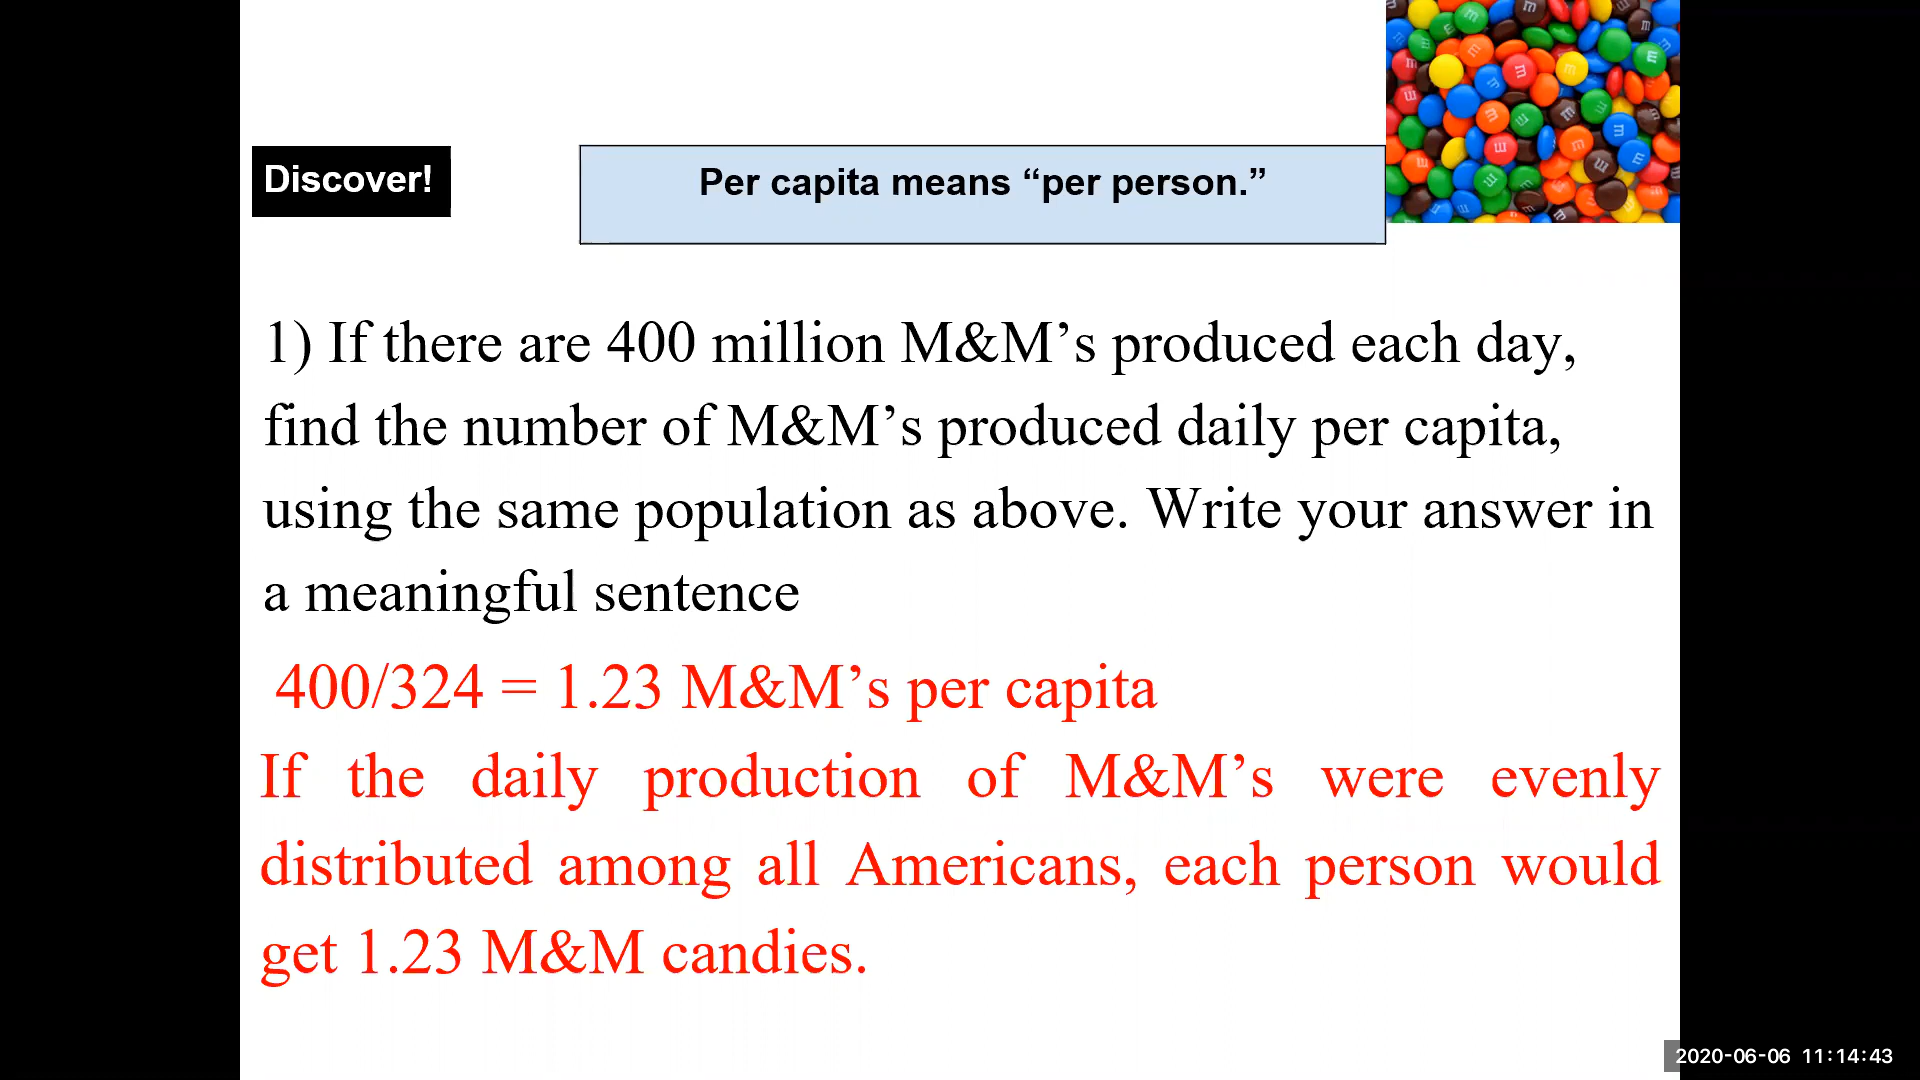 Discover!
Per capita means “per person.”
1) If there are 400 million M&M’s produced each day,
find the number of M&M’s produced daily per capita,
using the same population as above. Write your answer in
a meaningful sentence
400/324 = 1.23 M&M’s per capita
If the daily production of M&M’s were evenly
distributed among all Americans, each person would
get 1.23 M&M candies.
2020-06-06 11:14:43